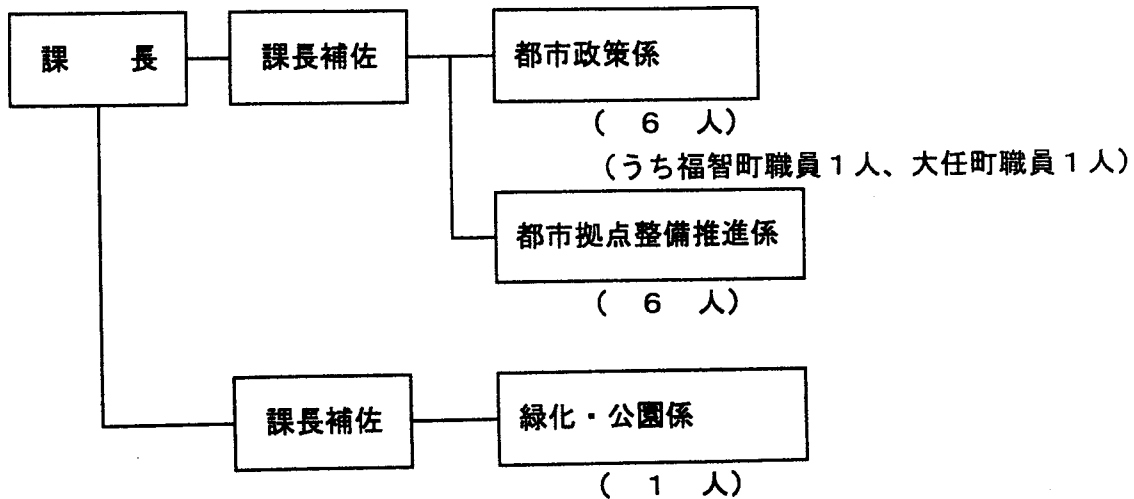 課　　長
課長補佐
都市政策係
（　６　人）
（うち福智町職員１人、大任町職員１人）
都市拠点整備推進係
（　６　人）
課長補佐
緑化・公園係
（　１　人）